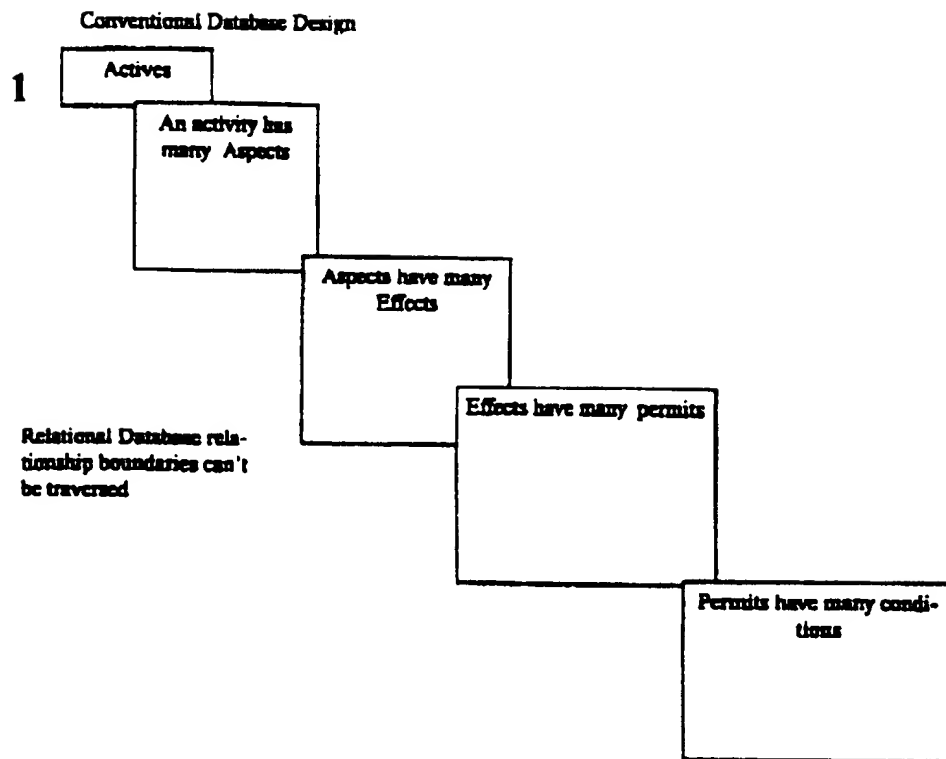 Conventional Database Design
1
Actives
An activity has
many Aspects
Aspects have many
Effects
Effects have many permits
Relational Database rela-
tionship boundaries can't
be traversed
Permits have many condi-
tions